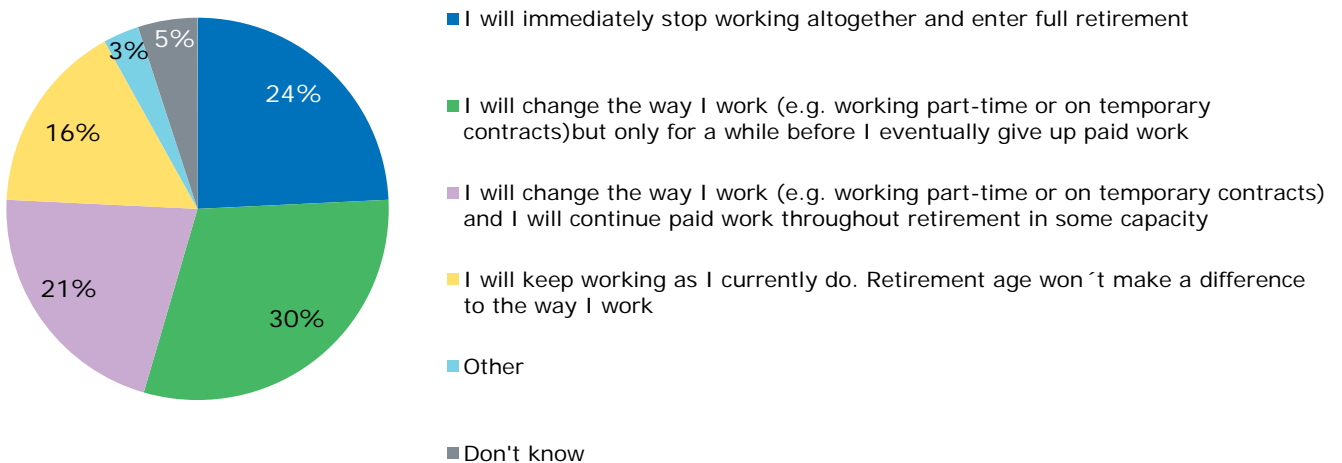 I will immediately stop working altogether and enter full retirement
5%
3%
24%
I will change the way I work (e.g. working part-time or on temporary
contracts)but only for a while before I eventually give up paid work
16%
I will change the way I work (e.g. working part-time or on temporary contracts)
and I will continue paid work throughout retirement in some capacity
21%
30%
I will keep working as I currently do. Retirement age won´t make a difference
to the way I work
Other
Don't know